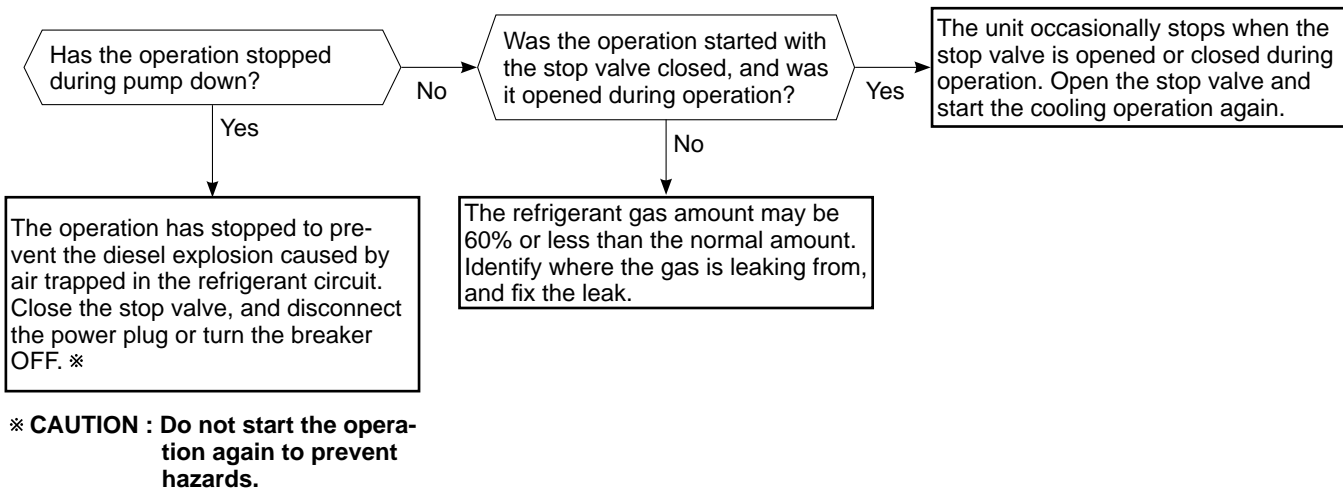 Has the operation stopped
during pump down?
No
Yes
Was the operation started with
the stop valve closed, and was
it opened during operation?
Yes
No
The unit occasionally stops when the
stop valve is opened or closed during
operation. Open the stop valve and
start the cooling operation again.
The operation has stopped to pre-
vent the diesel explosion caused by
air trapped in the refrigerant circuit.
Close the stop valve, and disconnect
the power plug or turn the breaker
OFF. ※
The refrigerant gas amount may be
60% or less than the normal amount.
Identify where the gas is leaking from,
and fix the leak.
※ CAUTION : Do not start the opera-
tion again to prevent
hazards.